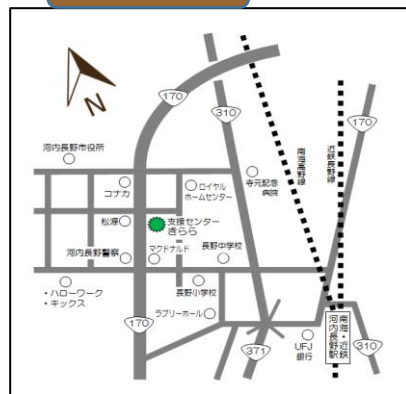 N
170
310
170
河内長野市役所
コナカ
ロイヤル
ホームセンター
寺元記念
病院
南海高野線
近鉄長野線
松源
支援センター
きらら
河内長野警察
マクドナルド
長野中学校
・ハローワーク
・キックス
長野小学校
ラブリーホール
170
371
UFJ
銀行
南海・近鉄
河内長野駅
310